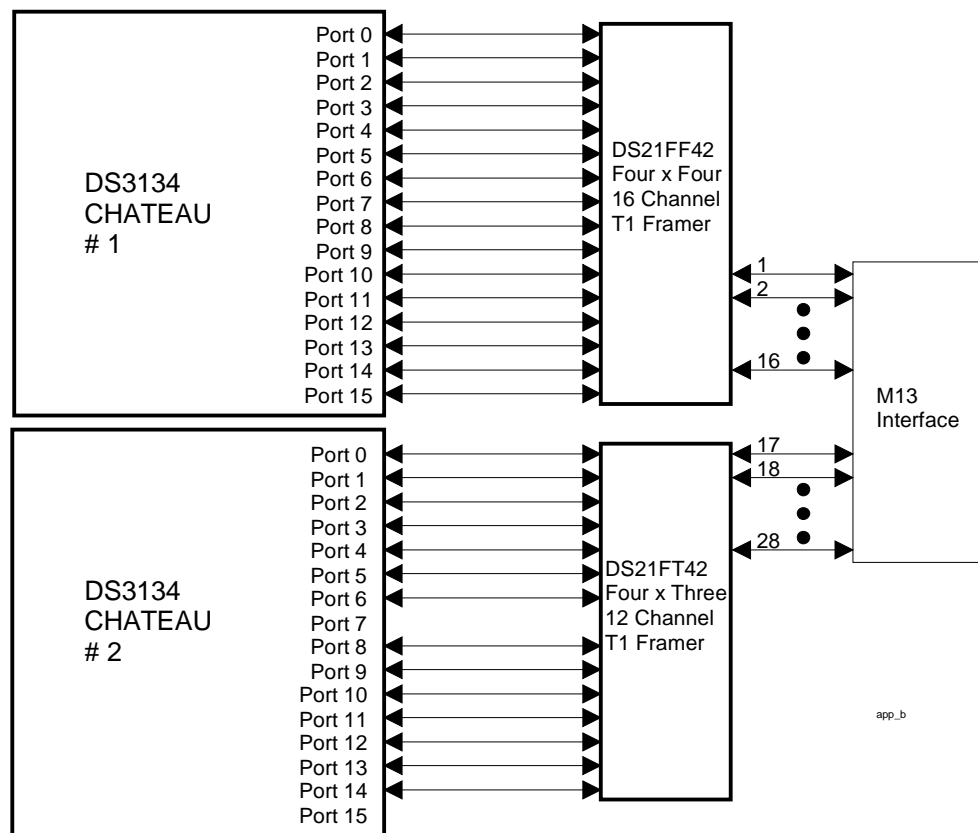 Port 0
Port 1
Port 2
Port 3
Port 4
Port 5
Port 6
Port 7
Port 8
Port 9
Port 10
Port 11
Port 12
Port 13
Port 14
Port 15
DS3134
CHATEAU
# 1
DS21FF42
Four x Four
16 Channel
T1 Framer
1
2
16
M13
Interface
Port 0
Port 1
Port 2
Port 3
Port 4
Port 5
Port 6
Port 7
Port 8
Port 9
Port 10
Port 11
Port 12
Port 13
Port 14
Port 15
DS3134
CHATEAU
# 2
DS21FT42
Four x Three
12 Channel
T1 Framer
17
18
28
app_b